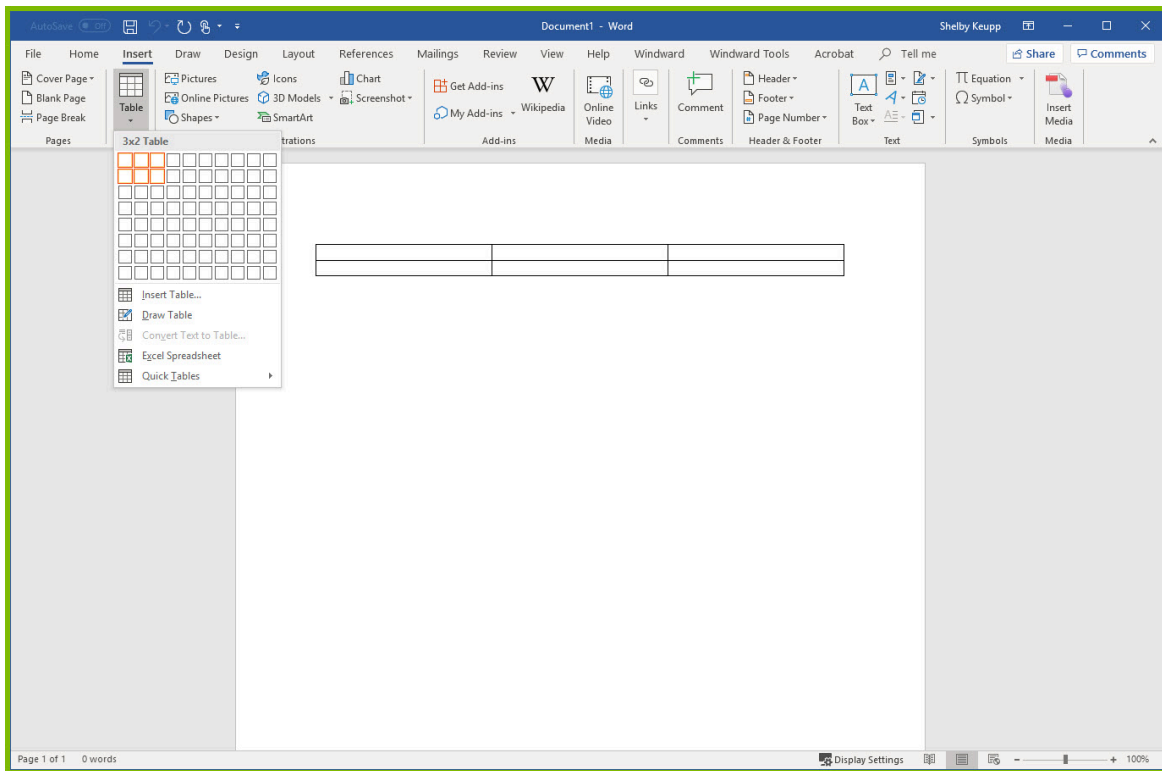 AutoSave Off Document1 - Word Shelby Keupp
File Home Insert Draw Design Layout References Mailings Review View Help Windward Windward Tools Acrobat Tell me Share Comments
Cover Page
Blank Page
Page Break
Pages
Table
Pictures
Online Pictures
Shapes
Icons
3D Models
SmartArt
Chart
Screenshot
trations
Get Add-ins
My Add-ins
W
Wikipedia
Add-ins
Online
Video
Media
Links
Comment
Comments
Header
Footer
Page Number
Header & Footer
A
Text
Box
Text
π Equation
Ω Symbol
Symbols
Insert
Media
Media
3x2 Table
Insert Table...
Draw Table
Convert Text to Table...
Excel Spreadsheet
Quick Tables
Page 1 of 1 0 words Display Settings - + 100%